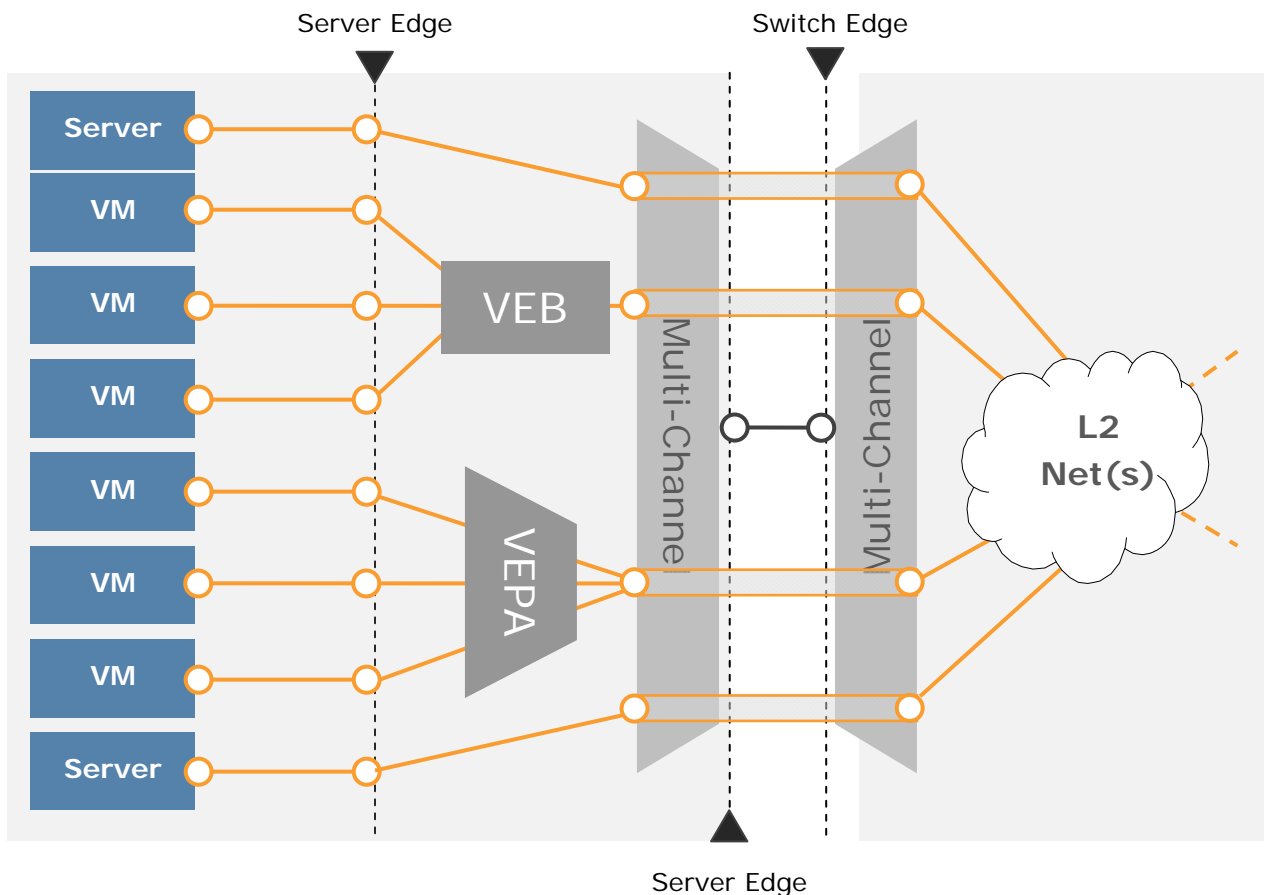 Server Edge
Switch Edge
Server
VM
VM
VM
VM
VM
VM
Server
VEB
VEPA
Multi-Channel
Multi-Channel
L2
Net(s)
Server Edge